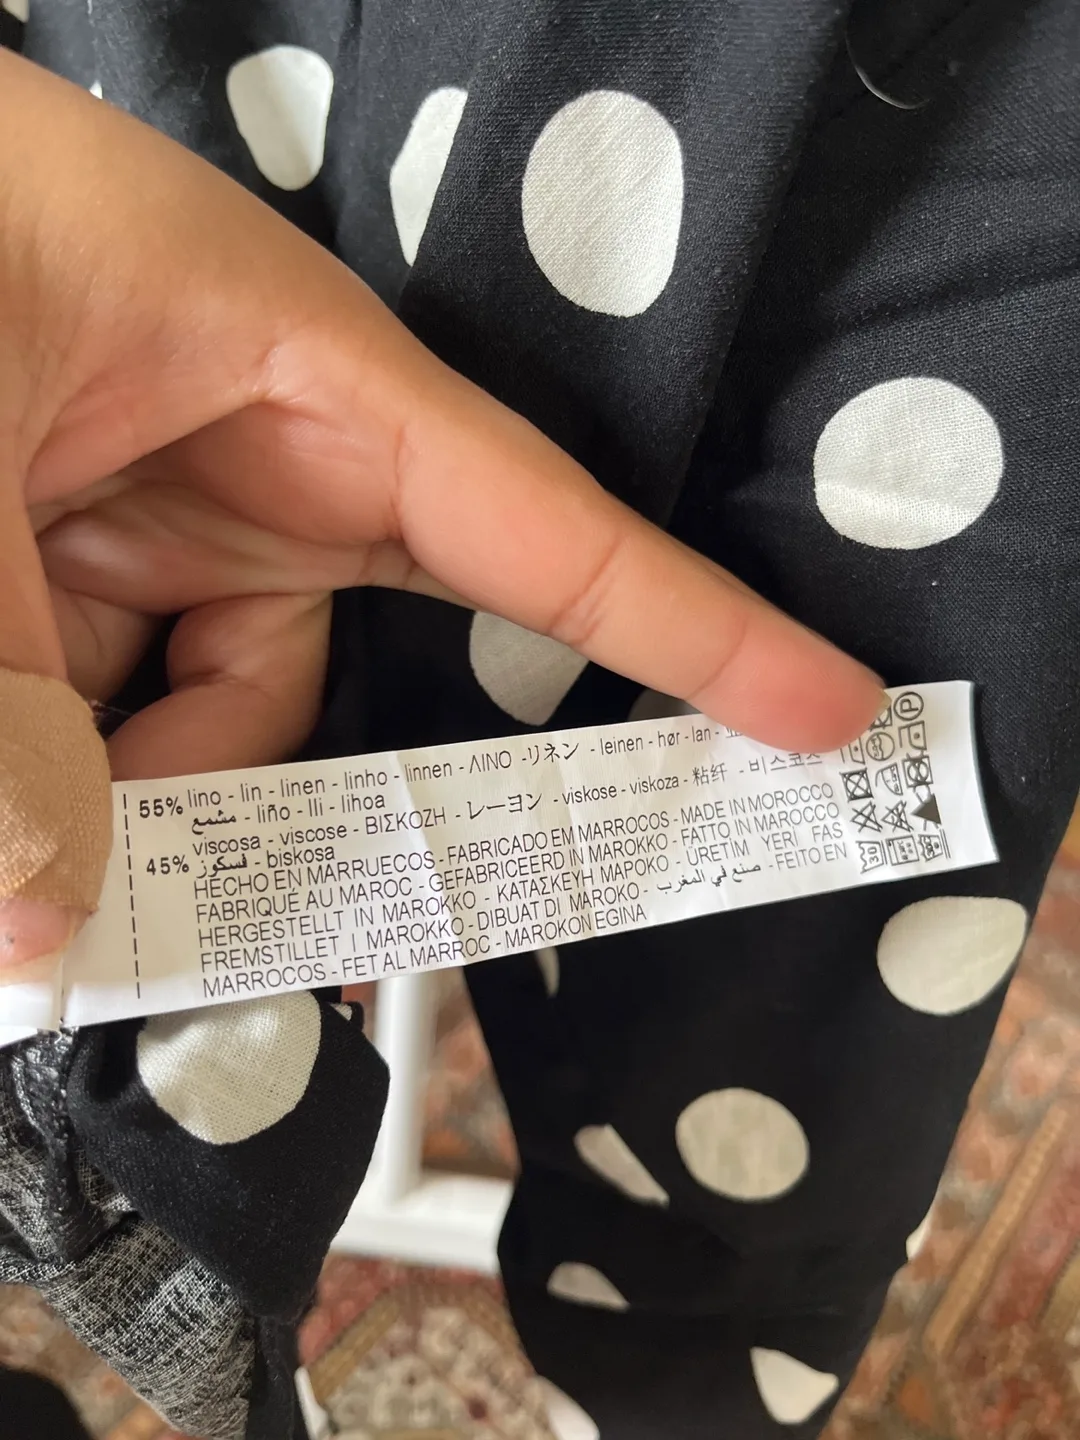 55% lino - lin - linen - linho - linnen - ΛΙΝΟ - リネン - leinen - hør - lan -
مشمع - liño - lli - lihoa
viscosa - viscose - ΒΙΣΚΟΖΗ - レーヨン - viskose - viskoza - 粘纤 - 비스코스
45% فسكوز - biskosa
HECHO EN MARRUECOS - FABRICADO EM MARROCOS - MADE IN MOROCCO
FABRIQUÉ AU MAROC - GEFABRICEERD IN MAROKKO - FATTO IN MAROCCO
HERGESTELLT IN MAROKKO - ΚΑΤΑΣΚΕΥΗ ΜΑΡΟΚΟ - ÜRETİM YERİ FAS
FREMSTILLET I MAROKKO - DIBUAT DI MAROKO - صنع في المغرب - FEITO EN
MARROCOS - FET AL MARROC - MAROKON EGINA
30
P